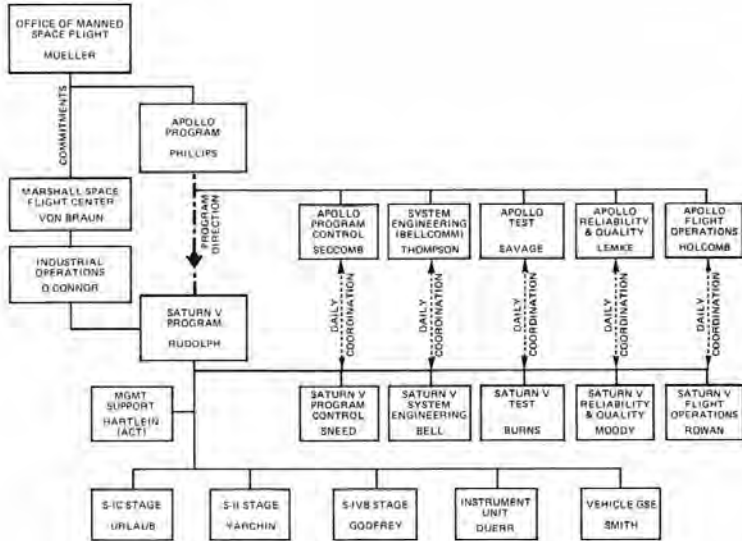 OFFICE OF MANNED
SPACE FLIGHT
MUELLER
COMMITMENTS
APOLLO
PROGRAM
PHILLIPS
MARSHALL SPACE
FLIGHT CENTER
VON BRAUN
PROGRAM
DIRECTION
APOLLO
PROGRAM
CONTROL
SEOCOMB
SYSTEM
ENGINEERING
(BELLCOMM)
THOMPSON
APOLLO
TEST
SAVAGE
APOLLO
RELIABILITY
& QUALITY
LEMKE
APOLLO
FLIGHT
OPERATIONS
HOLCOMB
INDUSTRIAL
OPERATIONS
O'CONNOR
SATURN V
PROGRAM
RUDOLPH
DAILY
COORDINATION
DAILY
COORDINATION
DAILY
COORDINATION
DAILY
COORDINATION
DAILY
COORDINATION
MGMT
SUPPORT
HARTLEIN
(ACT)
SATURN V
PROGRAM
CONTROL
SNEED
SATURN V
SYSTEM
ENGINEERING
BELL
SATURN V
TEST
BURNS
SATURN V
RELIABILITY
& QUALITY
MOODY
SATURN V
FLIGHT
OPERATIONS
ROWAN
S-IC STAGE
URLAUB
S-II STAGE
YARCHIN
S-IVB STAGE
GODFREY
INSTRUMENT
UNIT
DUERR
VEHICLE GSE
SMITH